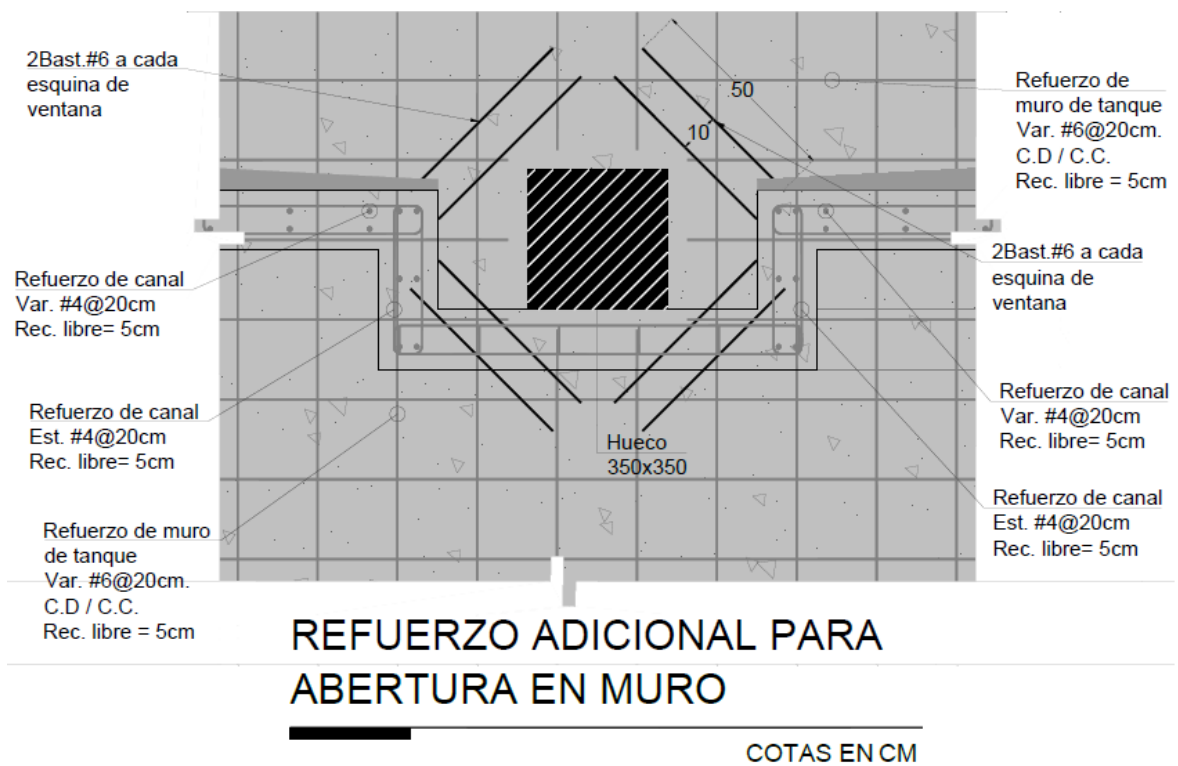 2Bast.#6 a cada
esquina de
ventana
.50
10
Refuerzo de
muro de tanque
Var. #6@20cm.
C.D / C.C.
Rec. libre = 5cm
2Bast.#6 a cada
esquina de
ventana
Refuerzo de canal
Var. #4@20cm
Rec. libre= 5cm
Refuerzo de canal
Var. #4@20cm
Rec. libre= 5cm
Refuerzo de canal
Est. #4@20cm
Rec. libre= 5cm
Hueco
350x350
Refuerzo de canal
Est. #4@20cm
Rec. libre= 5cm
Refuerzo de muro
de tanque
Var. #6@20cm.
C.D / C.C.
Rec. libre = 5cm
REFUERZO ADICIONAL PARA
ABERTURA EN MURO
COTAS EN CM